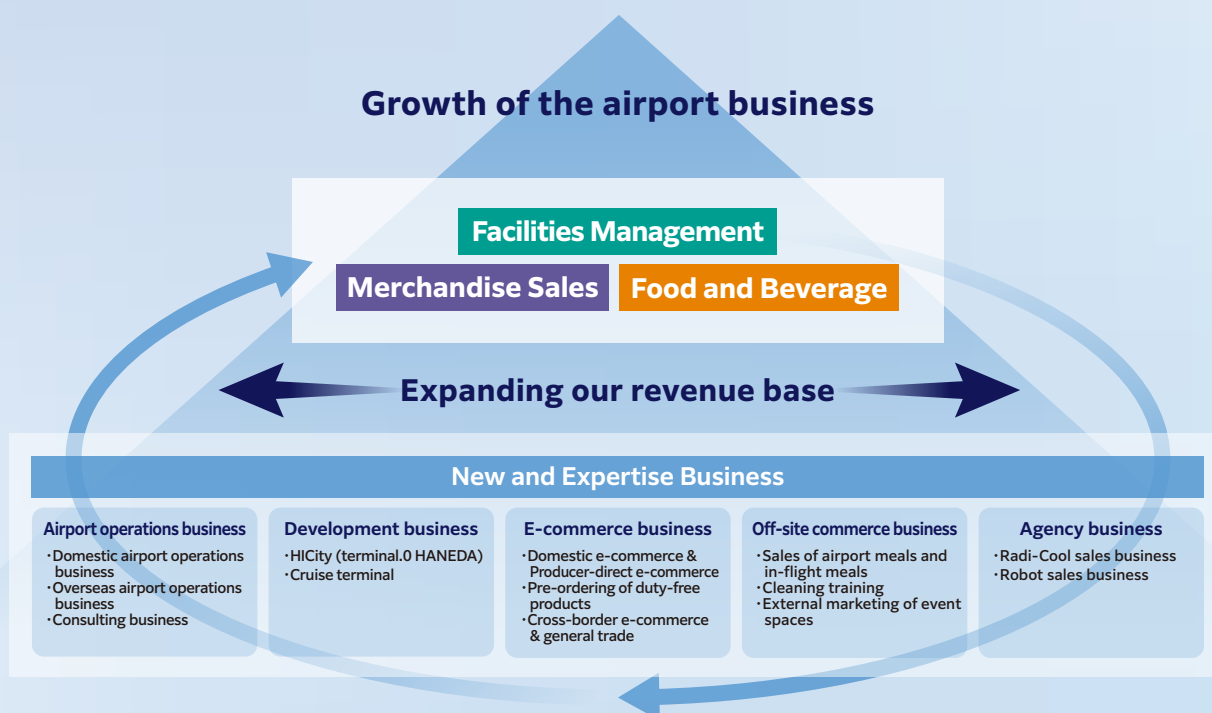 Growth of the airport business
Facilities Management
Merchandise Sales
Food and Beverage
Expanding our revenue base
New and Expertise Business
Airport operations business
・Domestic airport operations
business
・Overseas airport operations
business
・Consulting business
Development business
・HICity (terminal.0 HANEDA)
・Cruise terminal
E-commerce business
・Domestic e-commerce &
Producer-direct e-commerce
・Pre-ordering of duty-free
products
・Cross-border e-commerce
& general trade
Off-site commerce business
・Sales of airport meals and
in-flight meals
・Cleaning training
・External marketing of event
spaces
Agency business
・Radi-Cool sales business
・Robot sales business